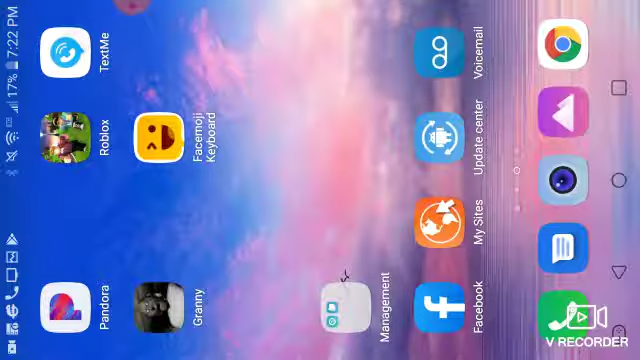 17% 7:22 PM
Pandora
Roblox
TextMe
Granny
Facemoji
Keyboard
Management
Facebook
My Sites
Update center
Voicemail
V RECORDER